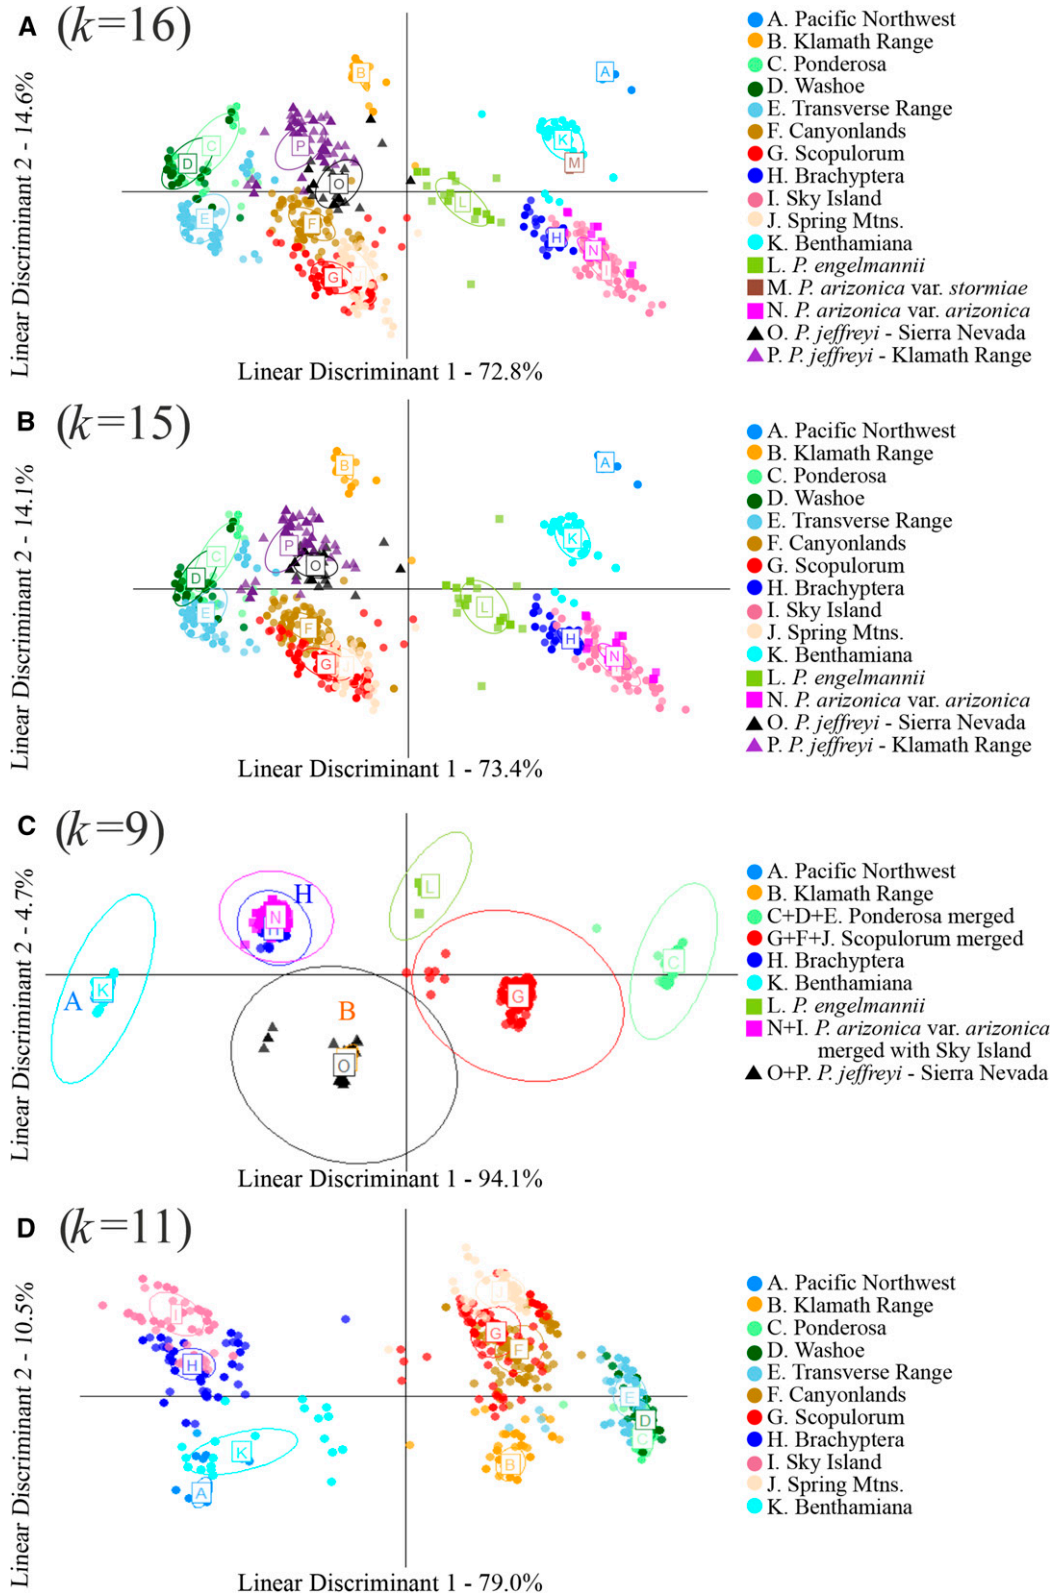 A (k=16)
Linear Discriminant 2 - 14.6%
B
A
K
M
P
C
D
O
L
E
F
H
N
I
G
J
Linear Discriminant 1 - 72.8%
A. Pacific Northwest
B. Klamath Range
C. Ponderosa
D. Washoe
E. Transverse Range
F. Canyonlands
G. Scopulorum
H. Brachyptera
I. Sky Island
J. Spring Mtns.
K. Benthamiana
L. P. engelmannii
M. P. arizonica var. stormiae
N. P. arizonica var. arizonica
O. P. jeffreyi - Sierra Nevada
P. P. jeffreyi - Klamath Range
B (k=15)
Linear Discriminant 2 - 14.1%
B
A
K
P
C
O
D
E
L
F
H
N
G
Linear Discriminant 1 - 73.4%
A. Pacific Northwest
B. Klamath Range
C. Ponderosa
D. Washoe
E. Transverse Range
F. Canyonlands
G. Scopulorum
H. Brachyptera
I. Sky Island
J. Spring Mtns.
K. Benthamiana
L. P. engelmannii
N. P. arizonica var. arizonica
O. P. jeffreyi - Sierra Nevada
P. P. jeffreyi - Klamath Range
C (k=9)
Linear Discriminant 2 - 4.7%
L
H
N
H
C
K
A
G
B
O
Linear Discriminant 1 - 94.1%
A. Pacific Northwest
B. Klamath Range
C+D+E. Ponderosa merged
G+F+J. Scopulorum merged
H. Brachyptera
K. Benthamiana
L. P. engelmannii
N+I. P. arizonica var. arizonica
merged with Sky Island
O+P. P. jeffreyi - Sierra Nevada
D (k=11)
Linear Discriminant 2 - 10.5%
J
I
G
F
H
E
D
C
K
B
A
Linear Discriminant 1 - 79.0%
A. Pacific Northwest
B. Klamath Range
C. Ponderosa
D. Washoe
E. Transverse Range
F. Canyonlands
G. Scopulorum
H. Brachyptera
I. Sky Island
J. Spring Mtns.
K. Benthamiana